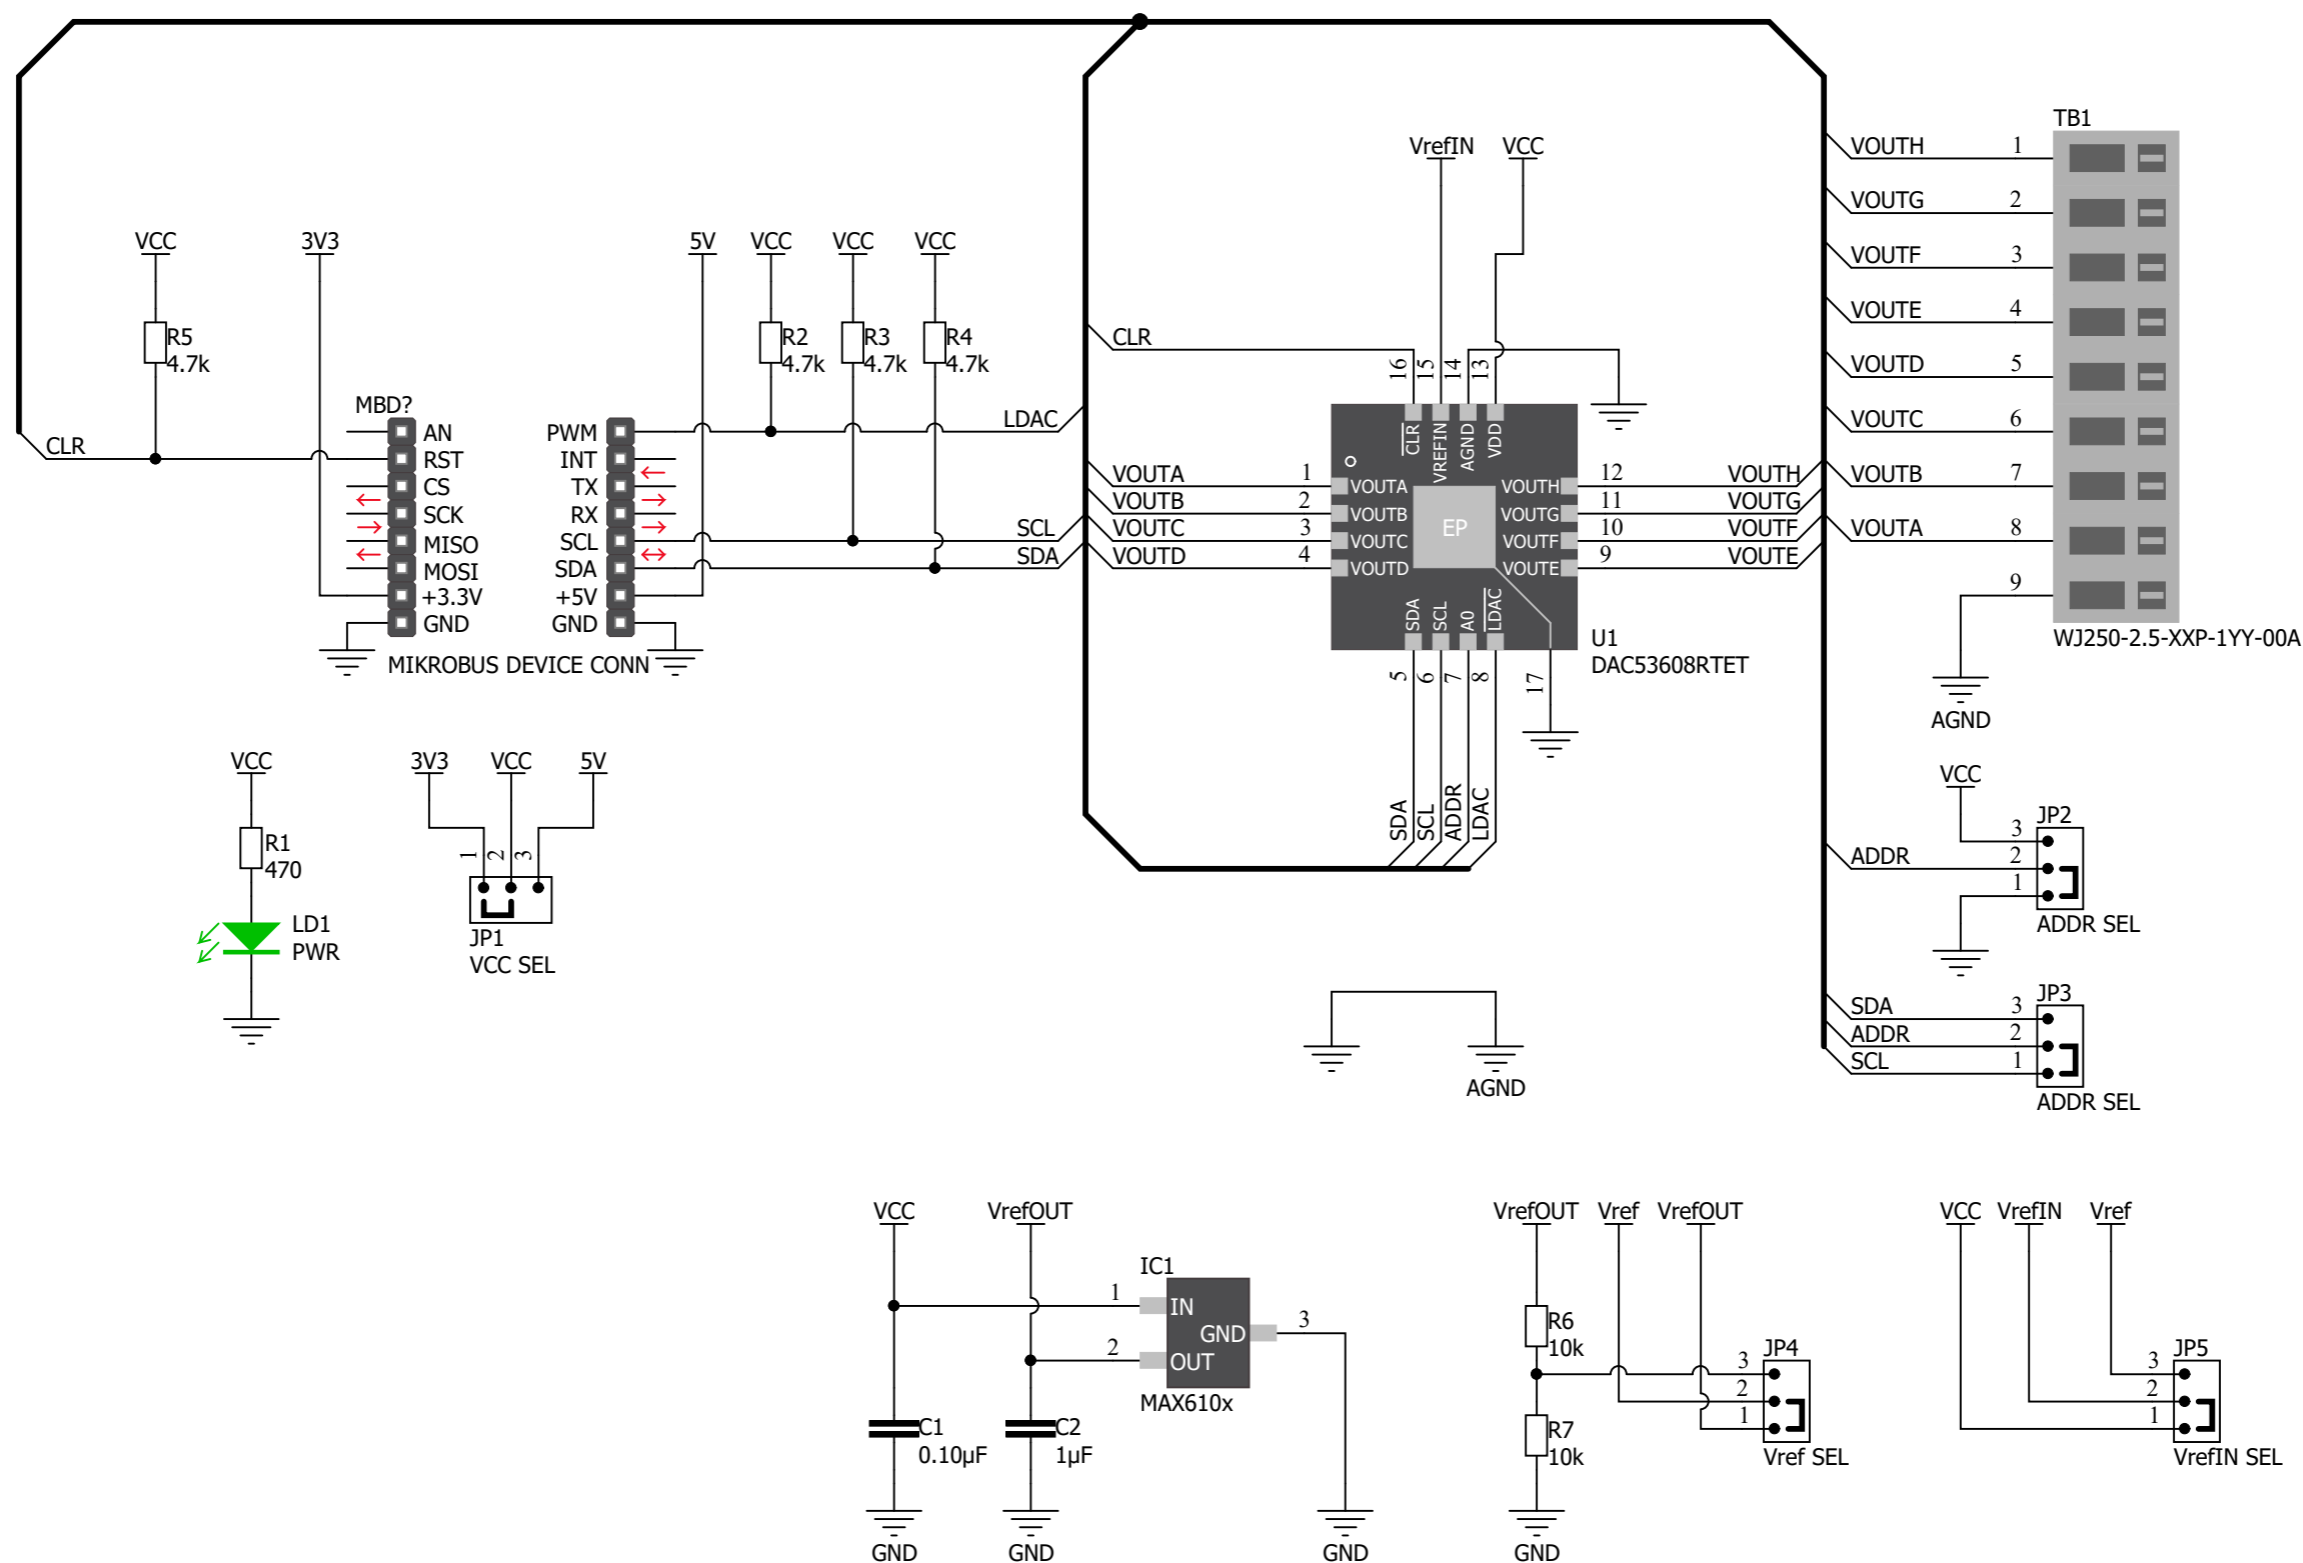 VrefIN
VCC
TB1
VOUTH 1
VOUTG 2
VOUTF 3
VOUTE 4
VOUTD 5
VOUTC 6
VOUTB 7
VOUTA 8
9
WJ250-2.5-XXP-1YY-00A
AGND
VCC
3V3
5V
VCC
VCC
VCC
R5
4.7k
R2
4.7k
R3
4.7k
R4
4.7k
MBD?
CLR
AN
RST
CS
SCK
MISO
MOSI
+3.3V
GND
PWM
INT
TX
RX
SCL
SDA
+5V
GND
MIKROBUS DEVICE CONN
LDAC
SCL
SDA
CLR
16
15
14
13
CLR
VREFIN
AGND
VDD
VOUTA 1 VOUTA
VOUTB 2 VOUTB
VOUTC 3 VOUTC
VOUTD 4 VOUTD
EP
VOUTH 12 VOUTH
VOUTG 11 VOUTG
VOUTF 10 VOUTF
VOUTE 9 VOUTE
SDA
SCL
A0
LDAC
5
6
7
8
17
U1
DAC53608RTET
SDA
SCL
ADDR
LDAC
VCC
R1
470
LD1
PWR
3V3
VCC
5V
1
2
3
JP1
VCC SEL
VCC
JP2
3
ADDR 2
1
ADDR SEL
JP3
SDA 3
ADDR 2
SCL 1
ADDR SEL
AGND
VCC
VrefOUT
IC1
1 IN
GND 3
2 OUT
MAX610x
C1
0.10µF
C2
1µF
GND
GND
GND
VrefOUT
Vref
VrefOUT
R6
10k
R7
10k
JP4
3
2
1
Vref SEL
GND
VCC
VrefIN
Vref
JP5
3
2
1
VrefIN SEL